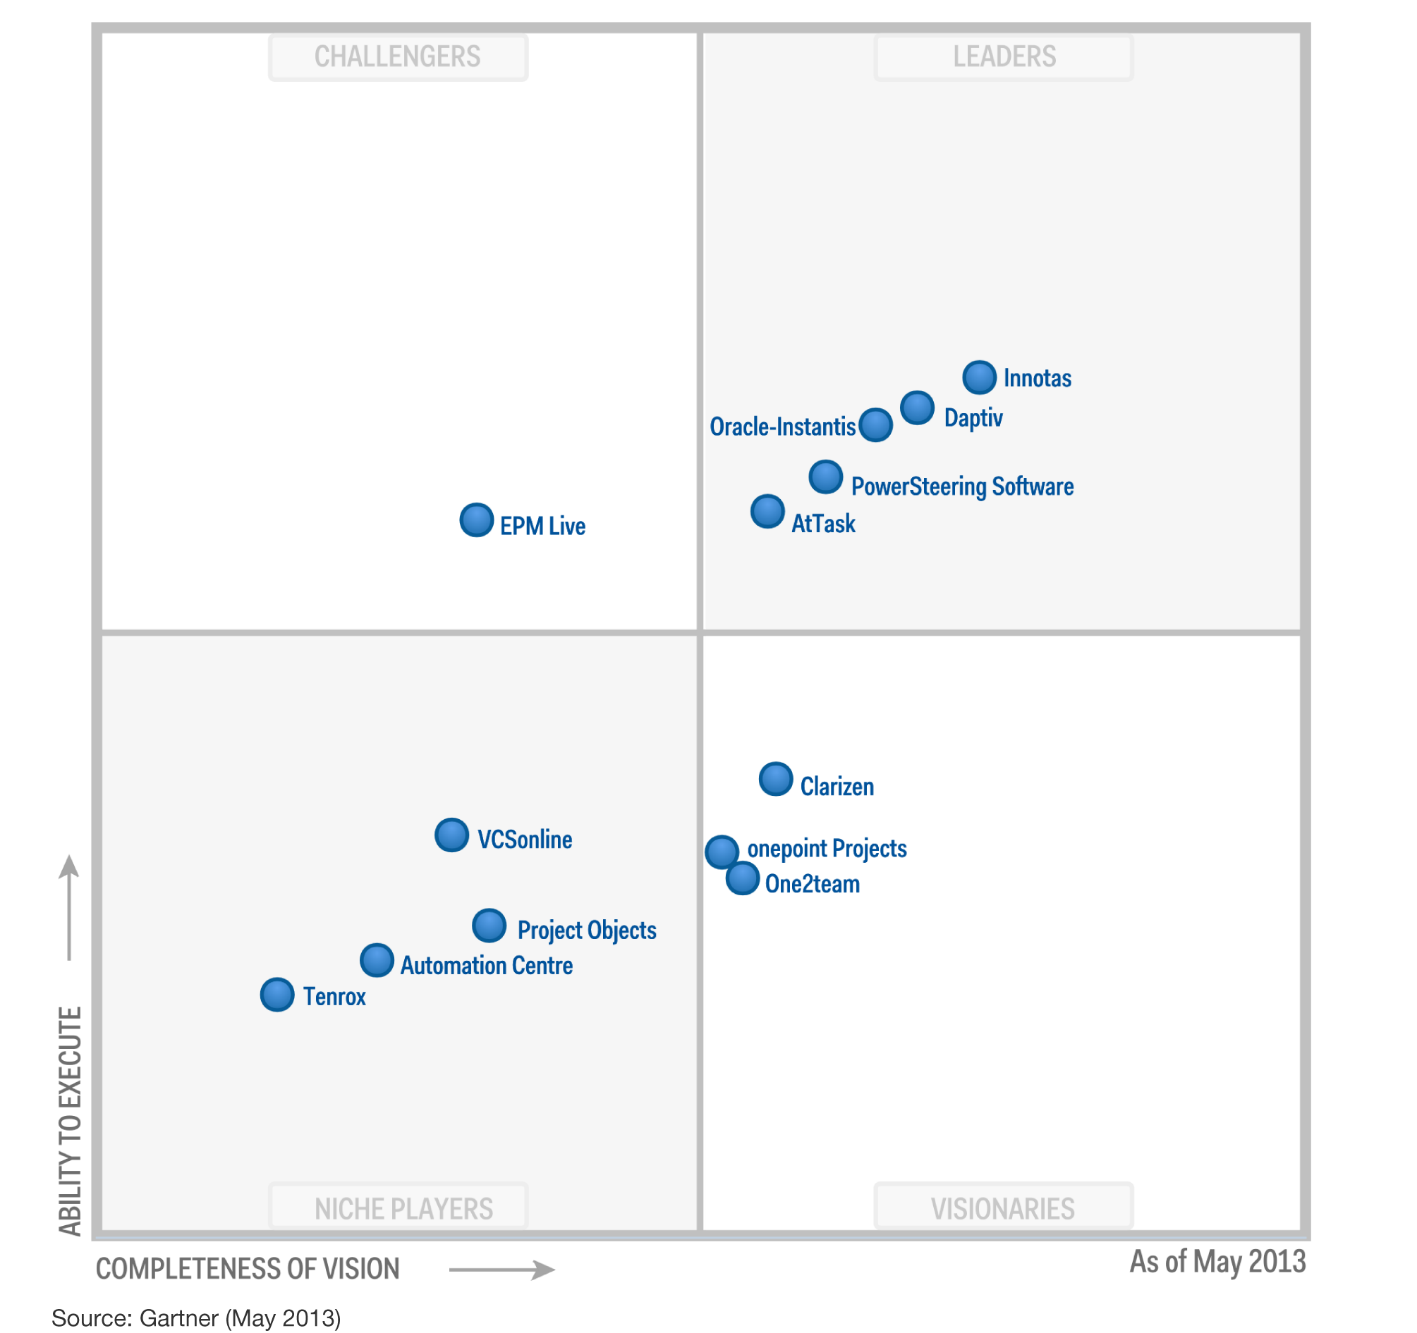 CHALLENGERS
LEADERS
Innotas
Daptiv
Oracle-Instantis
PowerSteering Software
AtTask
EPM Live
Clarizen
VCSonline
onepoint Projects
One2team
Project Objects
Automation Centre
Tenrox
ABILITY TO EXECUTE
NICHE PLAYERS
VISIONARIES
COMPLETENESS OF VISION
As of May 2013
Source: Gartner (May 2013)